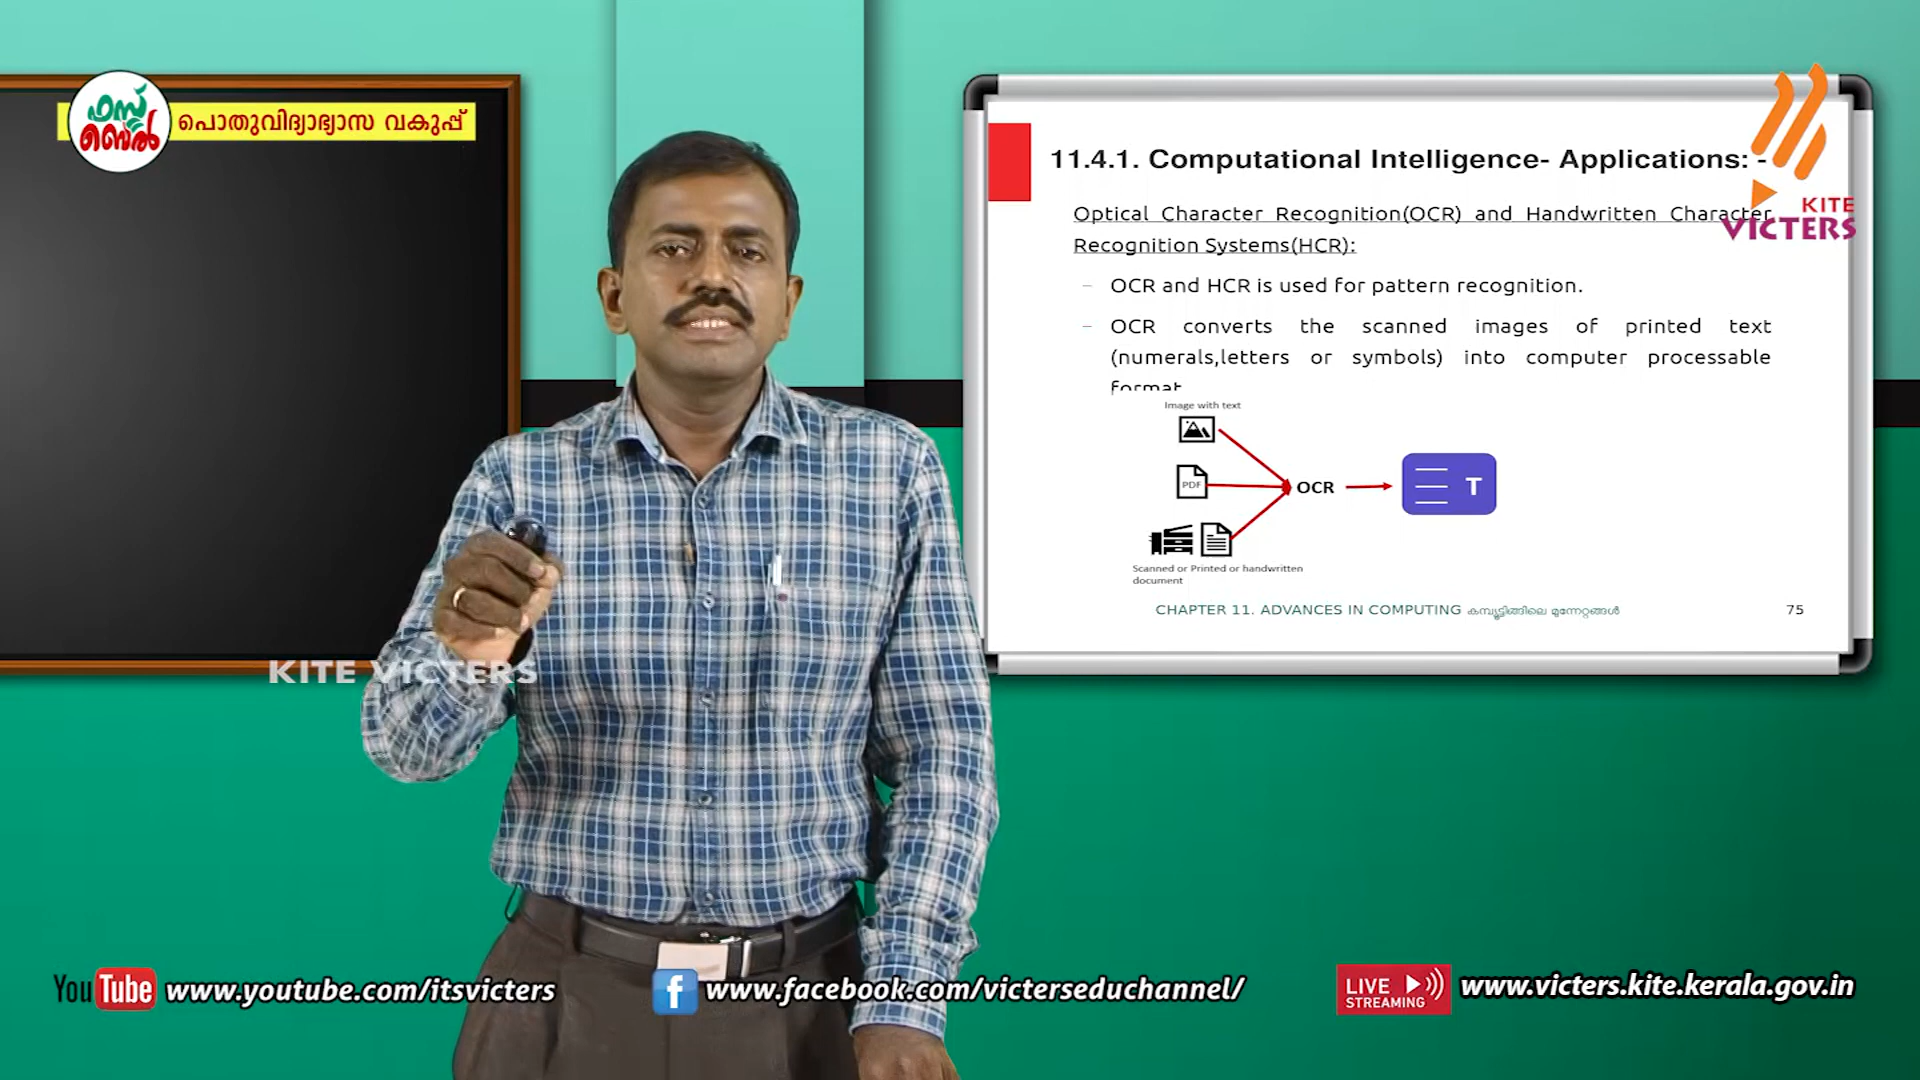 ഫസ്റ്റ്
ബെൽ
പൊതുവിദ്യാഭ്യാസ വകുപ്പ്
11.4.1. Computational Intelligence- Applications: -
KITE
VICTERS
Optical Character Recognition(OCR) and Handwritten Character
Recognition Systems(HCR):
– OCR and HCR is used for pattern recognition.
– OCR converts the scanned images of printed text
(numerals,letters or symbols) into computer processable
format
Image with text
PDF
OCR
T
Scanned or Printed or handwritten
document
CHAPTER 11. ADVANCES IN COMPUTING കമ്പ്യൂട്ടിങ്ങിലെ മുന്നേറ്റങ്ങൾ 75
KITE VICTERS
YouTube www.youtube.com/itsvicters
f www.facebook.com/victerseduchannel/
LIVE
STREAMING
www.victers.kite.kerala.gov.in